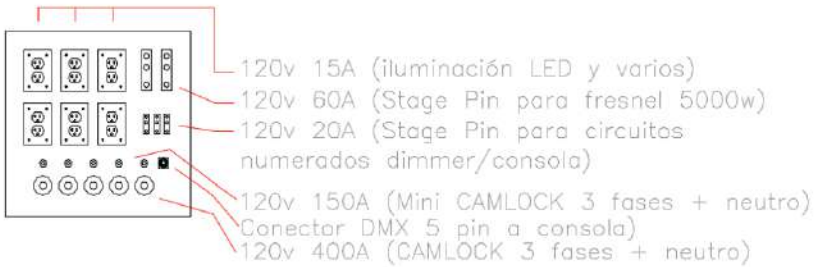 120v 15A (iluminación LED y varios)
120v 60A (Stage Pin para fresnel 5000w)
120v 20A (Stage Pin para circuitos
numerados dimmer/consola)
120v 150A (Mini CAMLOCK 3 fases + neutro)
Conector DMX 5 pin a consola)
120v 400A (CAMLOCK 3 fases + neutro)